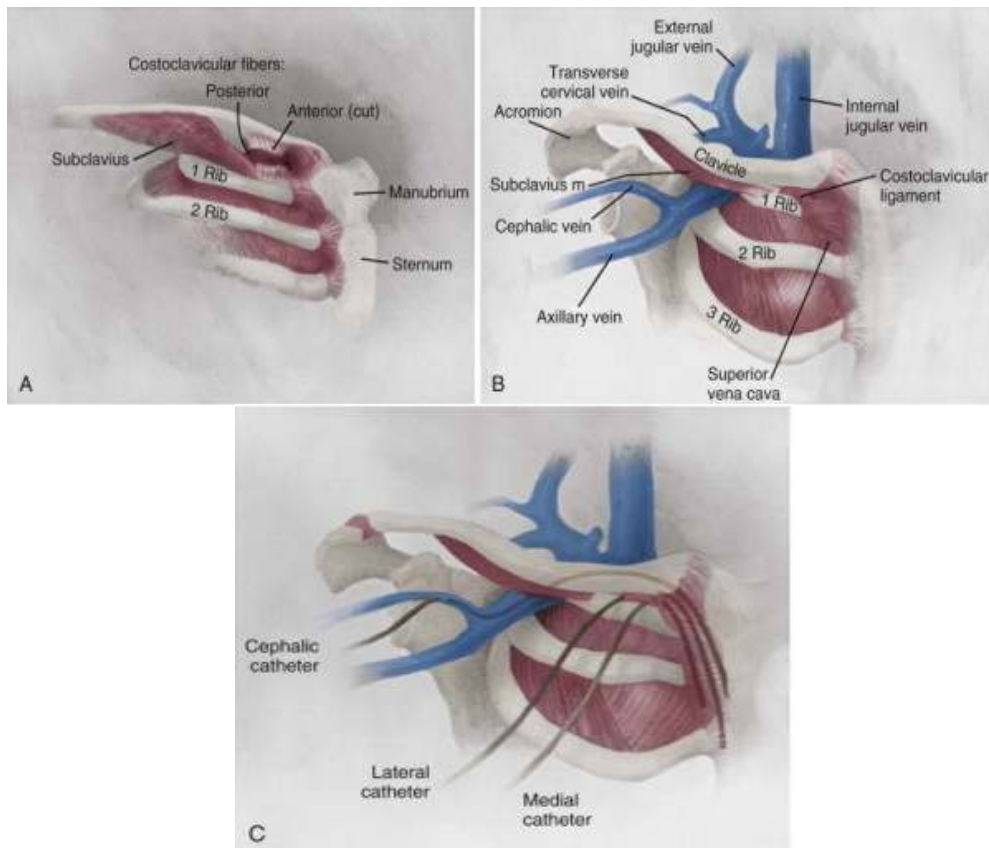 Costoclavicular fibers:
Posterior
Anterior (cut)
Subclavius
1 Rib
Manubrium
2 Rib
Sternum
A
External
jugular vein
Transverse
cervical vein
Acromion
Internal
jugular vein
Clavicle
Costoclavicular
ligament
Subclavius m
1 Rib
Cephalic vein
2 Rib
Axillary vein
3 Rib
Superior
vena cava
B
Cephalic
catheter
Lateral
catheter
Medial
catheter
C